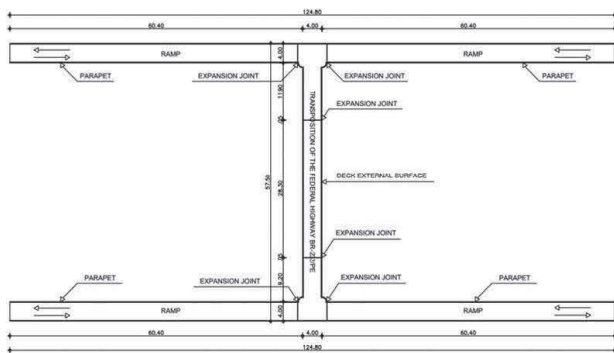 124.80
60.40 4.00 60.40
RAMP
RAMP
4.00
PARAPET
EXPANSION JOINT
EXPANSION JOINT
PARAPET
11.90
EXPANSION JOINT
.05
TRANSPOSITION OF THE FEDERAL HIGHWAY BR-232/PE
57.50
28.30
DECK EXTERNAL SURFACE
EXPANSION JOINT
.05
PARAPET
EXPANSION JOINT
EXPANSION JOINT
PARAPET
9.20
RAMP
RAMP
4.00
60.40 4.00 60.40
124.80